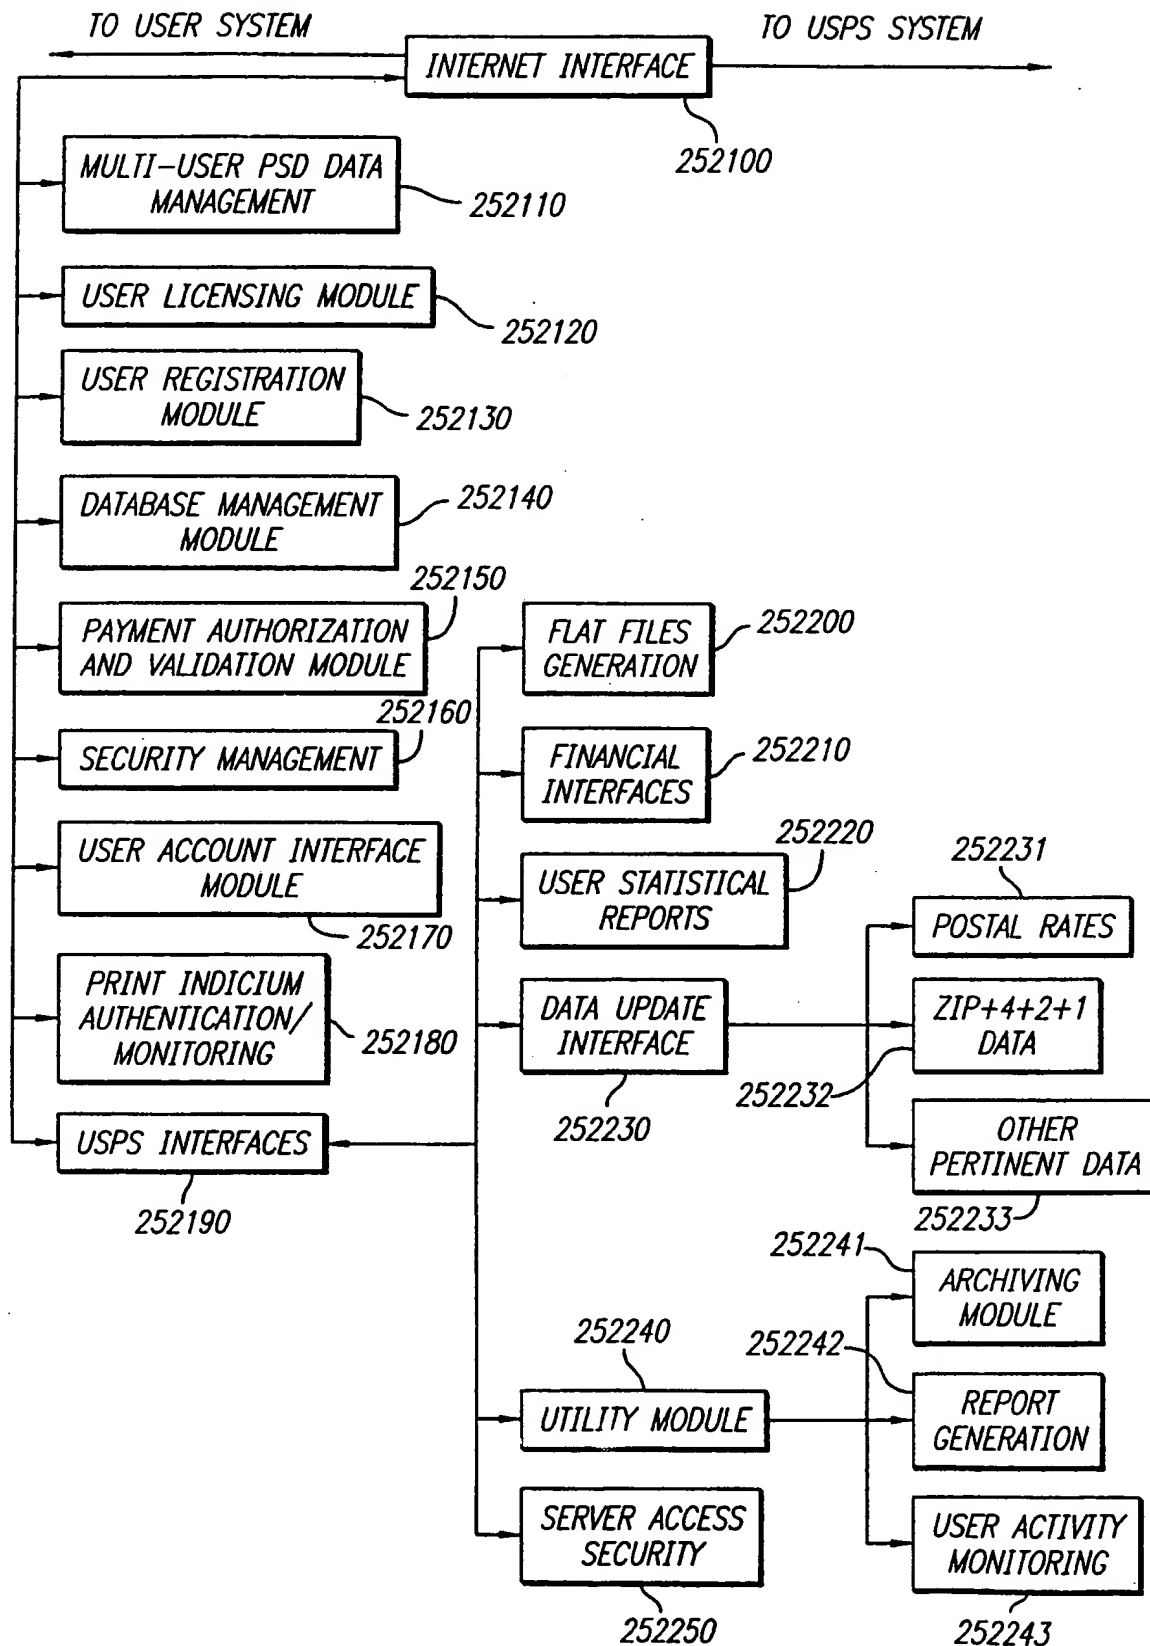 TO USER SYSTEM
TO USPS SYSTEM
INTERNET INTERFACE
252100
MULTI-USER PSD DATA
MANAGEMENT
252110
USER LICENSING MODULE
252120
USER REGISTRATION
MODULE
252130
DATABASE MANAGEMENT
MODULE
252140
252150
PAYMENT AUTHORIZATION
AND VALIDATION MODULE
252160
SECURITY MANAGEMENT
USER ACCOUNT INTERFACE
MODULE
252170
PRINT INDICIUM
AUTHENTICATION/
MONITORING
252180
USPS INTERFACES
252190
FLAT FILES
GENERATION
252200
FINANCIAL
INTERFACES
252210
252220
USER STATISTICAL
REPORTS
DATA UPDATE
INTERFACE
252230
252231
POSTAL RATES
ZIP+4+2+1
DATA
252232
OTHER
PERTINENT DATA
252233
252240
UTILITY MODULE
252241
ARCHIVING
MODULE
252242
REPORT
GENERATION
USER ACTIVITY
MONITORING
252243
SERVER ACCESS
SECURITY
252250